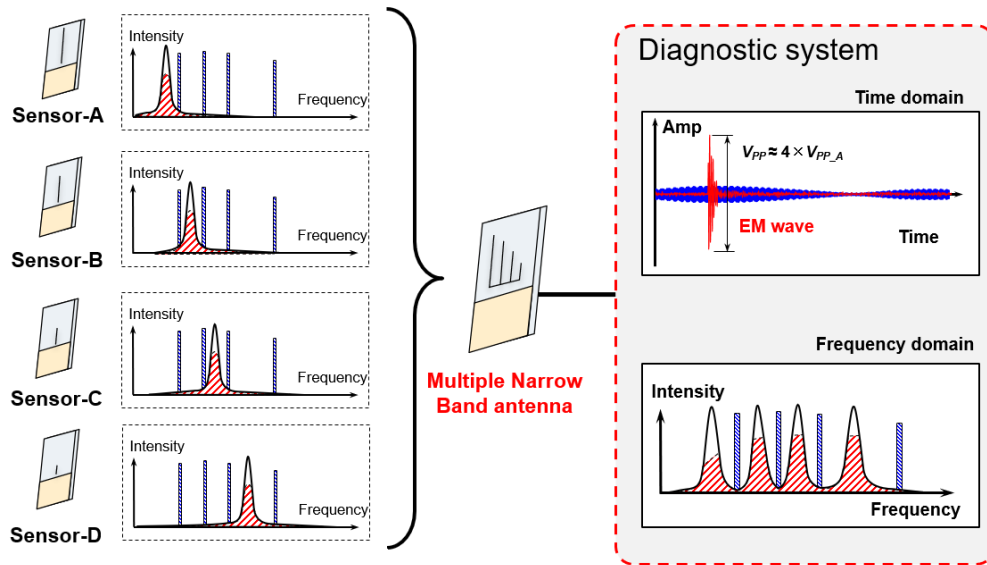 Intensity
Frequency
Sensor-A
Intensity
Frequency
Sensor-B
Intensity
Frequency
Sensor-C
Intensity
Frequency
Sensor-D
Multiple Narrow
Band antenna
Diagnostic system
Time domain
Amp
VPP ≈ 4 × VPP_A
EM wave
Time
Frequency domain
Intensity
Frequency